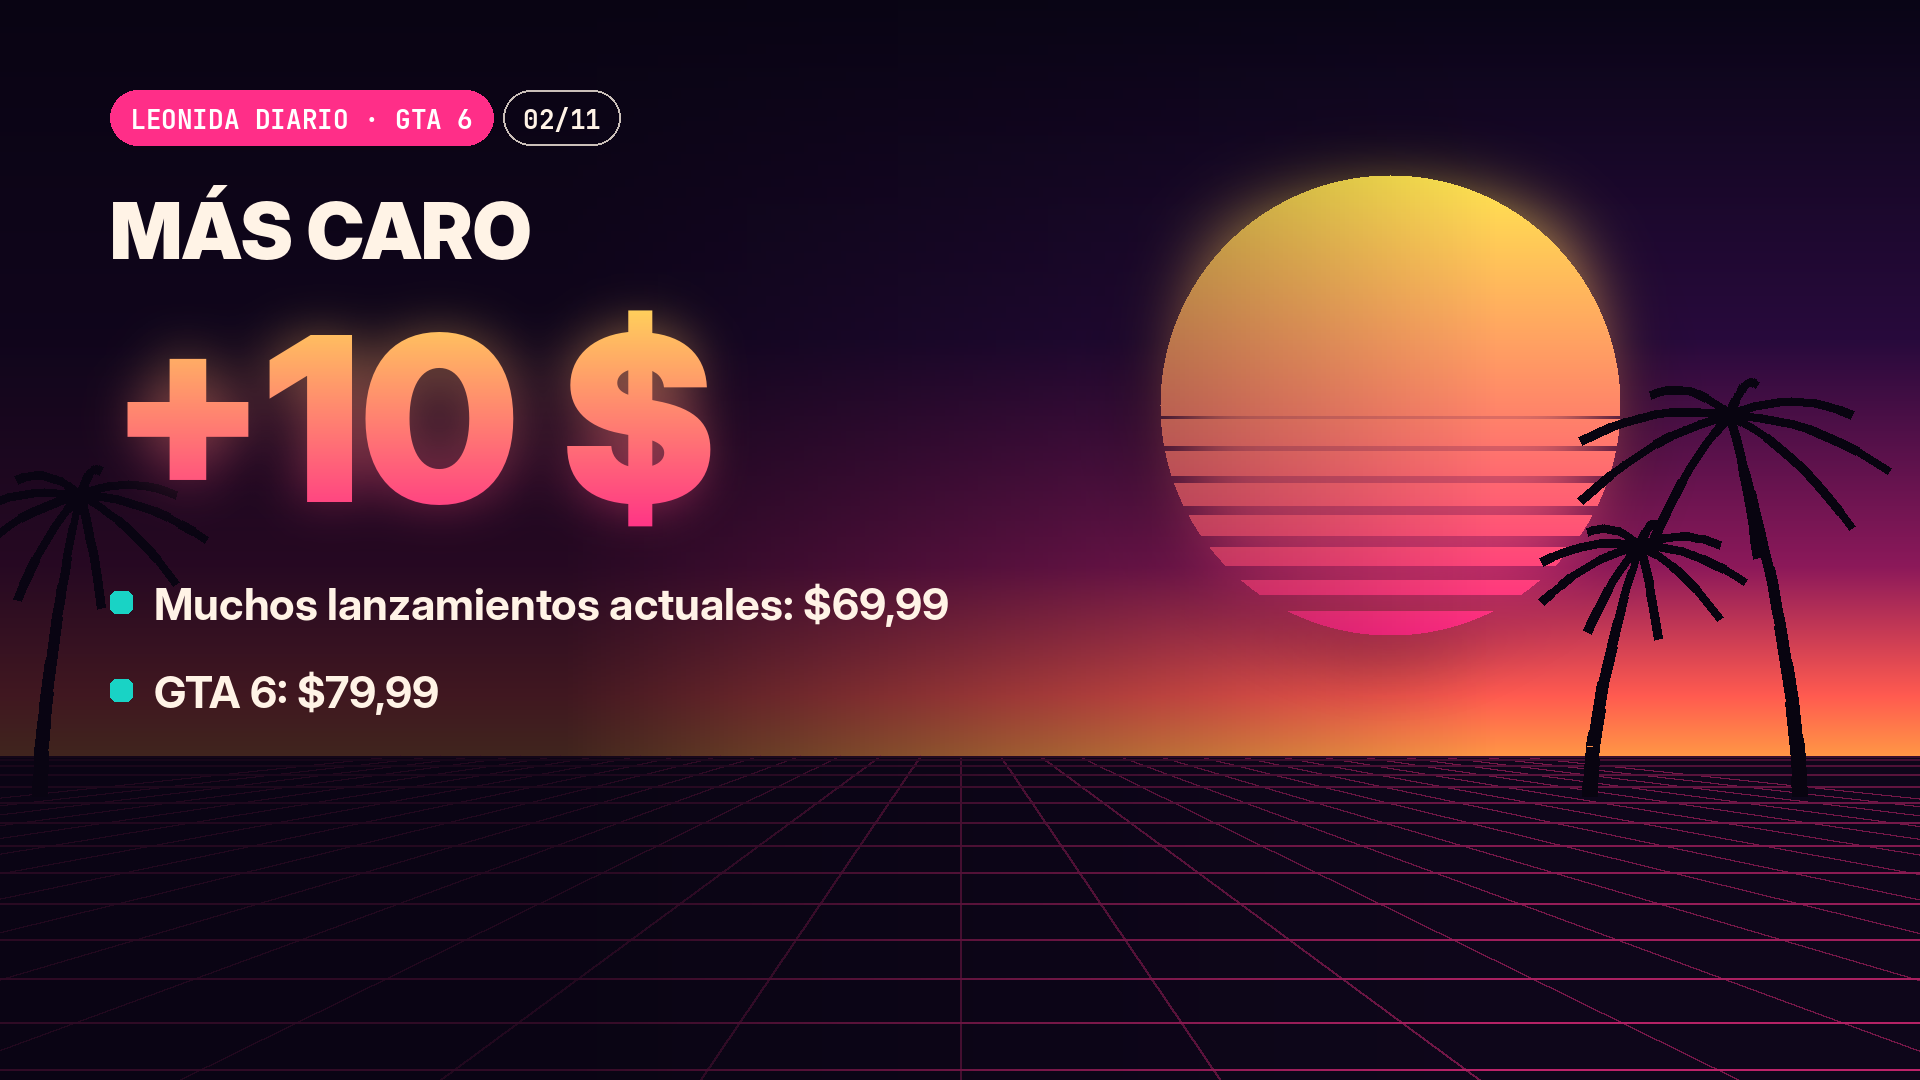 LEONIDA DIARIO · GTA 6 02/11
MÁS CARO
+10 $
Muchos lanzamientos actuales: $69,99
GTA 6: $79,99